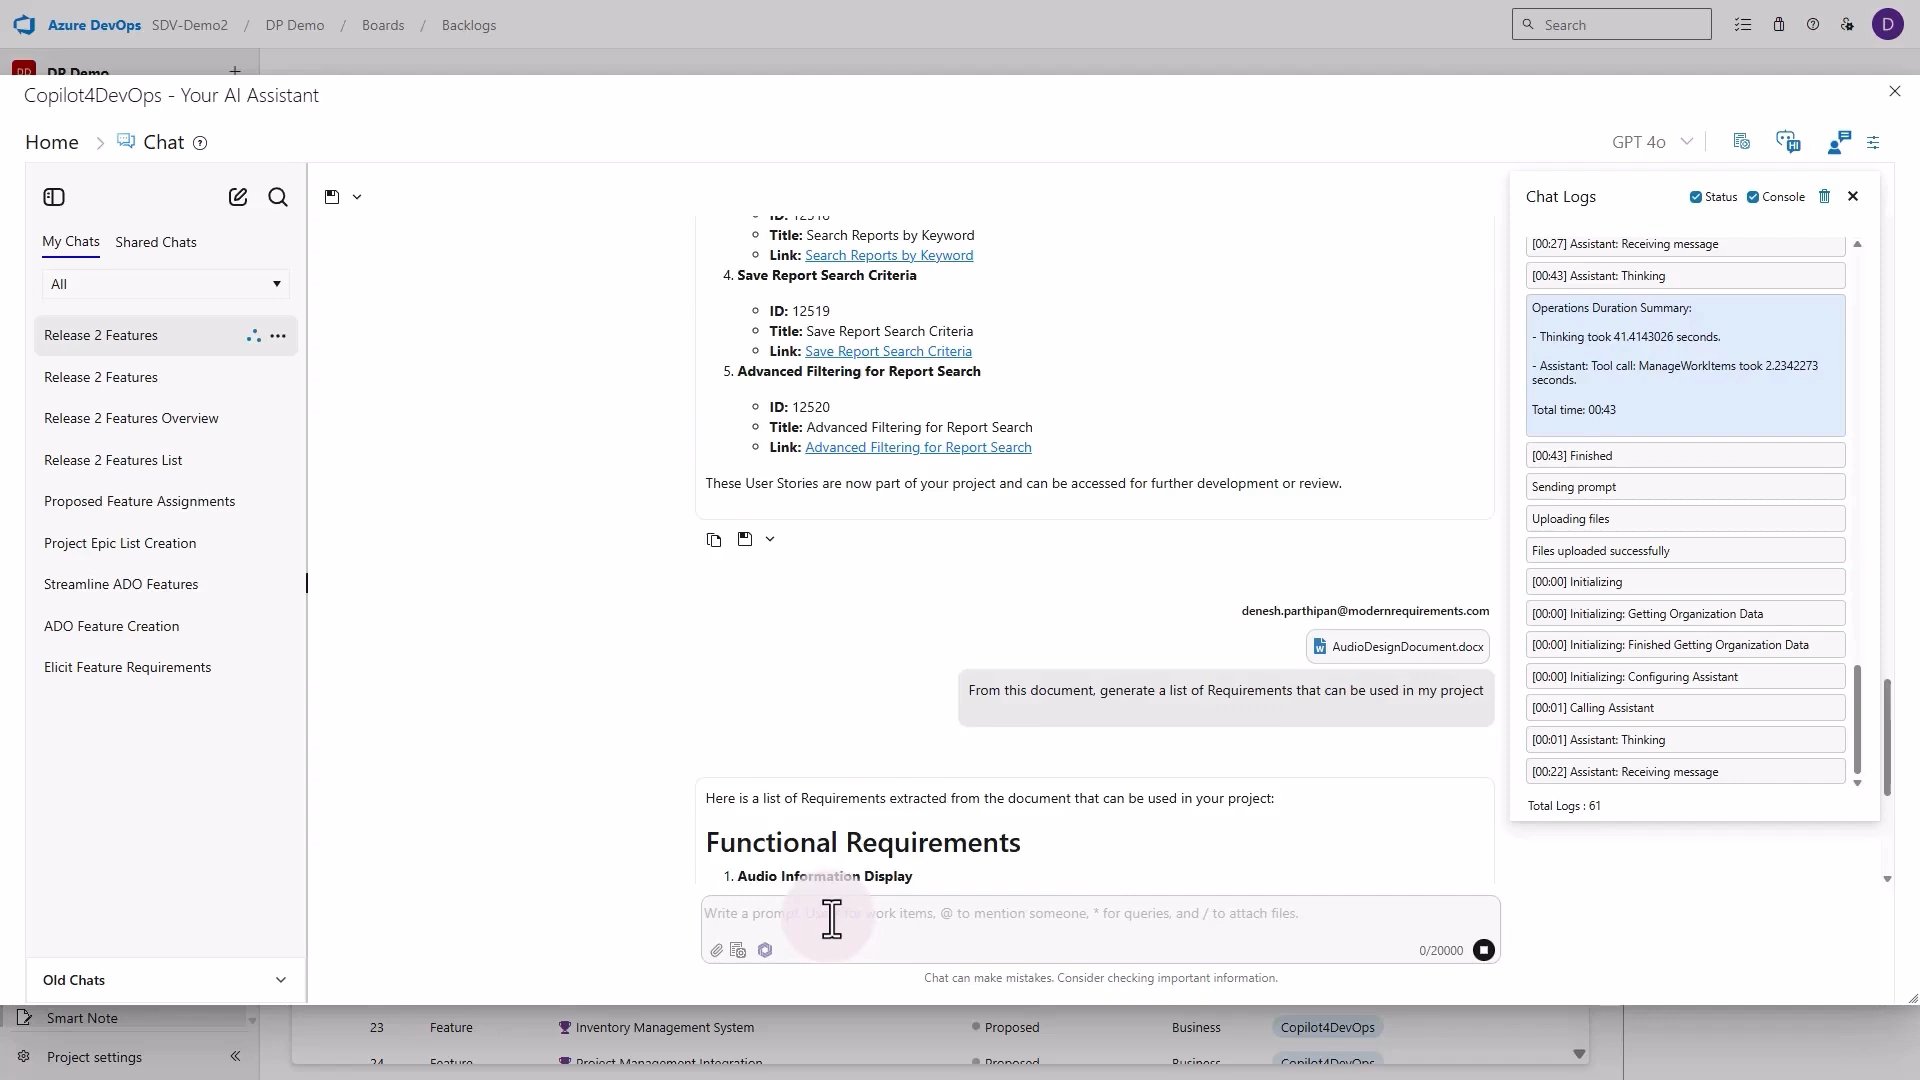 Azure DevOps SDV-Demo2 / DP Demo / Boards / Backlogs
Search
D
DP Demo
Copilot4DevOps - Your AI Assistant
Home > Chat
GPT 4o
My Chats Shared Chats
All
Release 2 Features
Release 2 Features
Release 2 Features Overview
Release 2 Features List
Proposed Feature Assignments
Project Epic List Creation
Streamline ADO Features
ADO Feature Creation
Elicit Feature Requirements
Old Chats
Title: Search Reports by Keyword
Link: Search Reports by Keyword
4. Save Report Search Criteria
ID: 12519
Title: Save Report Search Criteria
Link: Save Report Search Criteria
5. Advanced Filtering for Report Search
ID: 12520
Title: Advanced Filtering for Report Search
Link: Advanced Filtering for Report Search
These User Stories are now part of your project and can be accessed for further development or review.
denesh.parthipan@modernrequirements.com
AudioDesignDocument.docx
From this document, generate a list of Requirements that can be used in my project
Here is a list of Requirements extracted from the document that can be used in your project:
Functional Requirements
1. Audio Information Display
Write a prompt. Use work items, @ to mention someone, * for queries, and / to attach files.
0/20000
Chat can make mistakes. Consider checking important information.
Chat Logs
Status Console
[00:27] Assistant: Receiving message
[00:43] Assistant: Thinking
Operations Duration Summary:
- Thinking took 41.4143026 seconds.
- Assistant: Tool call: ManageWorkItems took 2.2342273
seconds.
Total time: 00:43
[00:43] Finished
Sending prompt
Uploading files
Files uploaded successfully
[00:00] Initializing
[00:00] Initializing: Getting Organization Data
[00:00] Initializing: Finished Getting Organization Data
[00:00] Initializing: Configuring Assistant
[00:01] Calling Assistant
[00:01] Assistant: Thinking
[00:22] Assistant: Receiving message
Total Logs : 61
Smart Note
Project settings
23 Feature Inventory Management System Proposed Business Copilot4DevOps
24 Feature Project Management Integration Proposed Business Copilot4DevOps